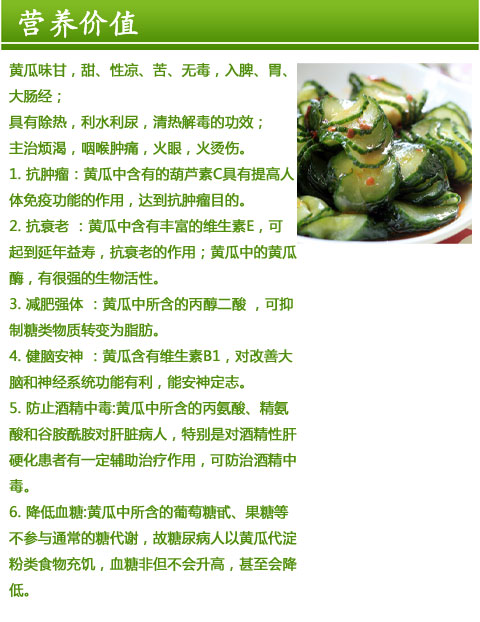 营养价值
黄瓜味甘，甜、性凉、苦、无毒，入脾、胃、
大肠经；
具有除热，利水利尿，清热解毒的功效；
主治烦渴，咽喉肿痛，火眼，火烫伤。
1. 抗肿瘤：黄瓜中含有的葫芦素C具有提高人
体免疫功能的作用，达到抗肿瘤目的。
2. 抗衰老 ：黄瓜中含有丰富的维生素E，可
起到延年益寿，抗衰老的作用；黄瓜中的黄瓜
酶，有很强的生物活性。
3. 减肥强体 ：黄瓜中所含的丙醇二酸 ，可抑
制糖类物质转变为脂肪。
4. 健脑安神 ：黄瓜含有维生素B1，对改善大
脑和神经系统功能有利，能安神定志。
5. 防止酒精中毒:黄瓜中所含的丙氨酸、精氨
酸和谷胺酰胺对肝脏病人，特别是对酒精性肝
硬化患者有一定辅助治疗作用，可防治酒精中
毒。
6. 降低血糖:黄瓜中所含的葡萄糖甙、果糖等
不参与通常的糖代谢，故糖尿病人以黄瓜代淀
粉类食物充饥，血糖非但不会升高，甚至会降
低。